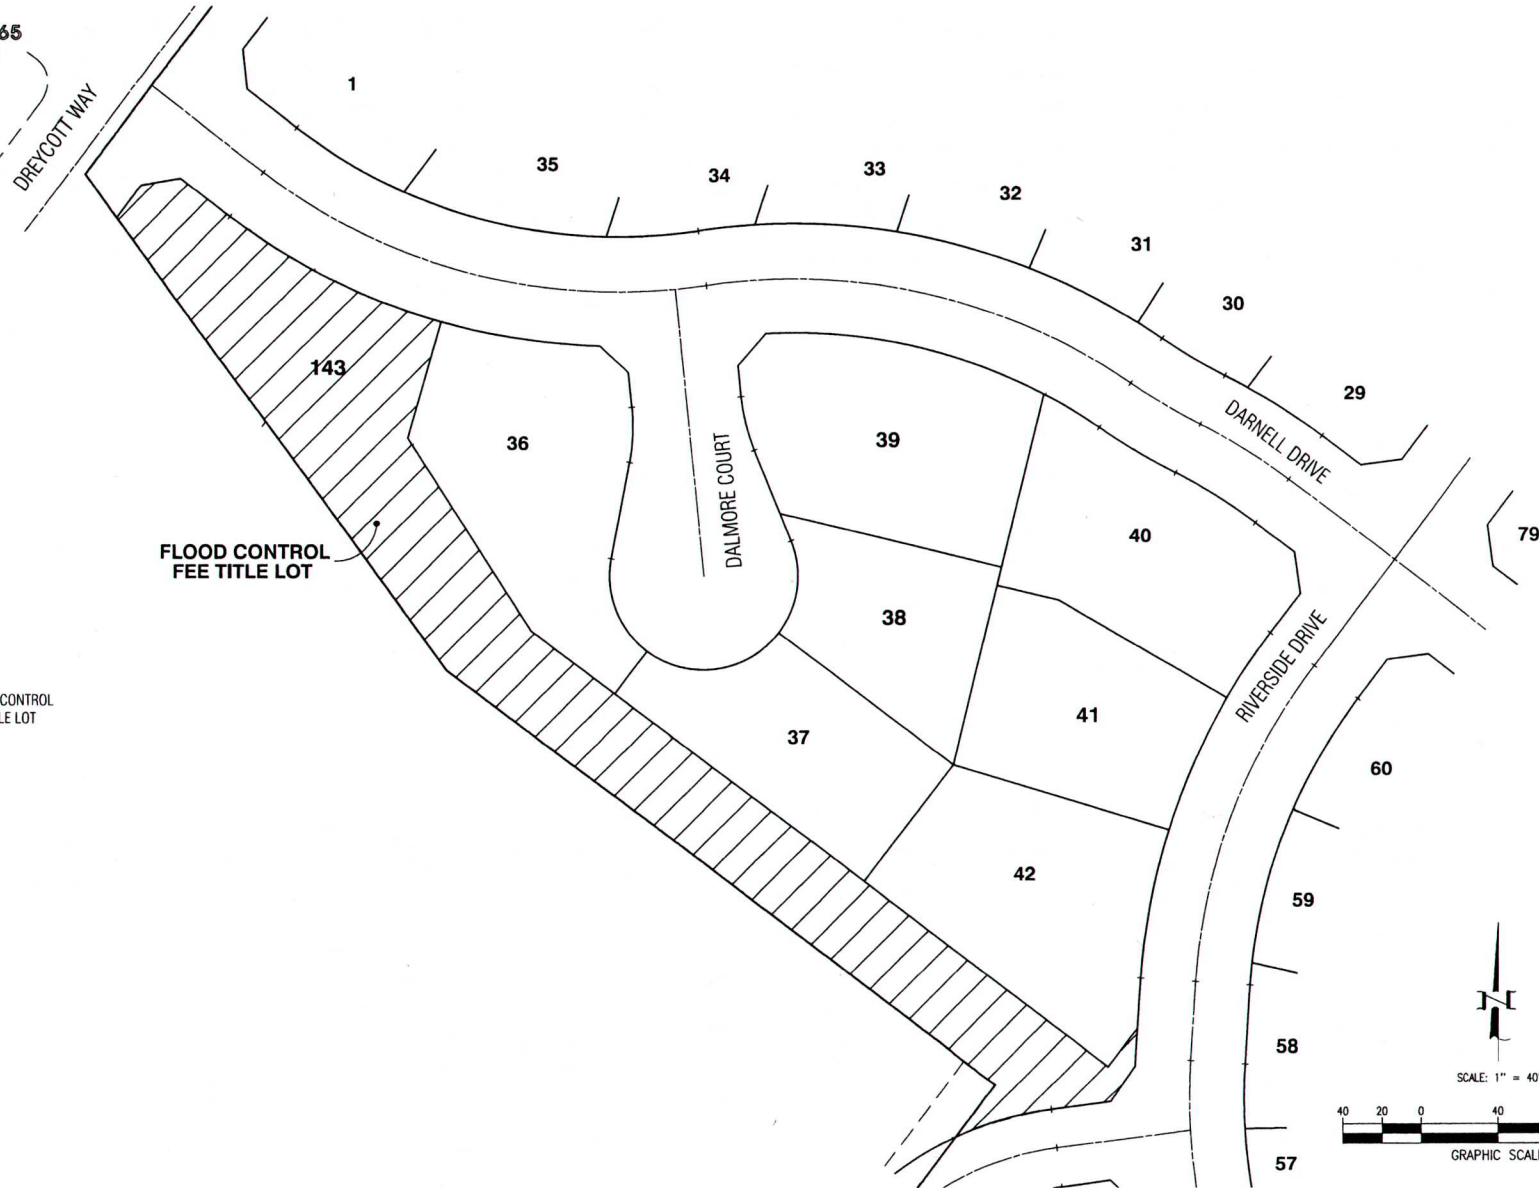 65
DREYCOTT WAY
1
35
34
33
32
31
30
29
143
36
39
DALMORE COURT
DARNELL DRIVE
40
79
FLOOD CONTROL
FEE TITLE LOT
38
RIVERSIDE DRIVE
CONTROL
LE LOT
37
41
60
42
59
58
SCALE: 1" = 40'
40 20 0 40
GRAPHIC SCAL
57
N